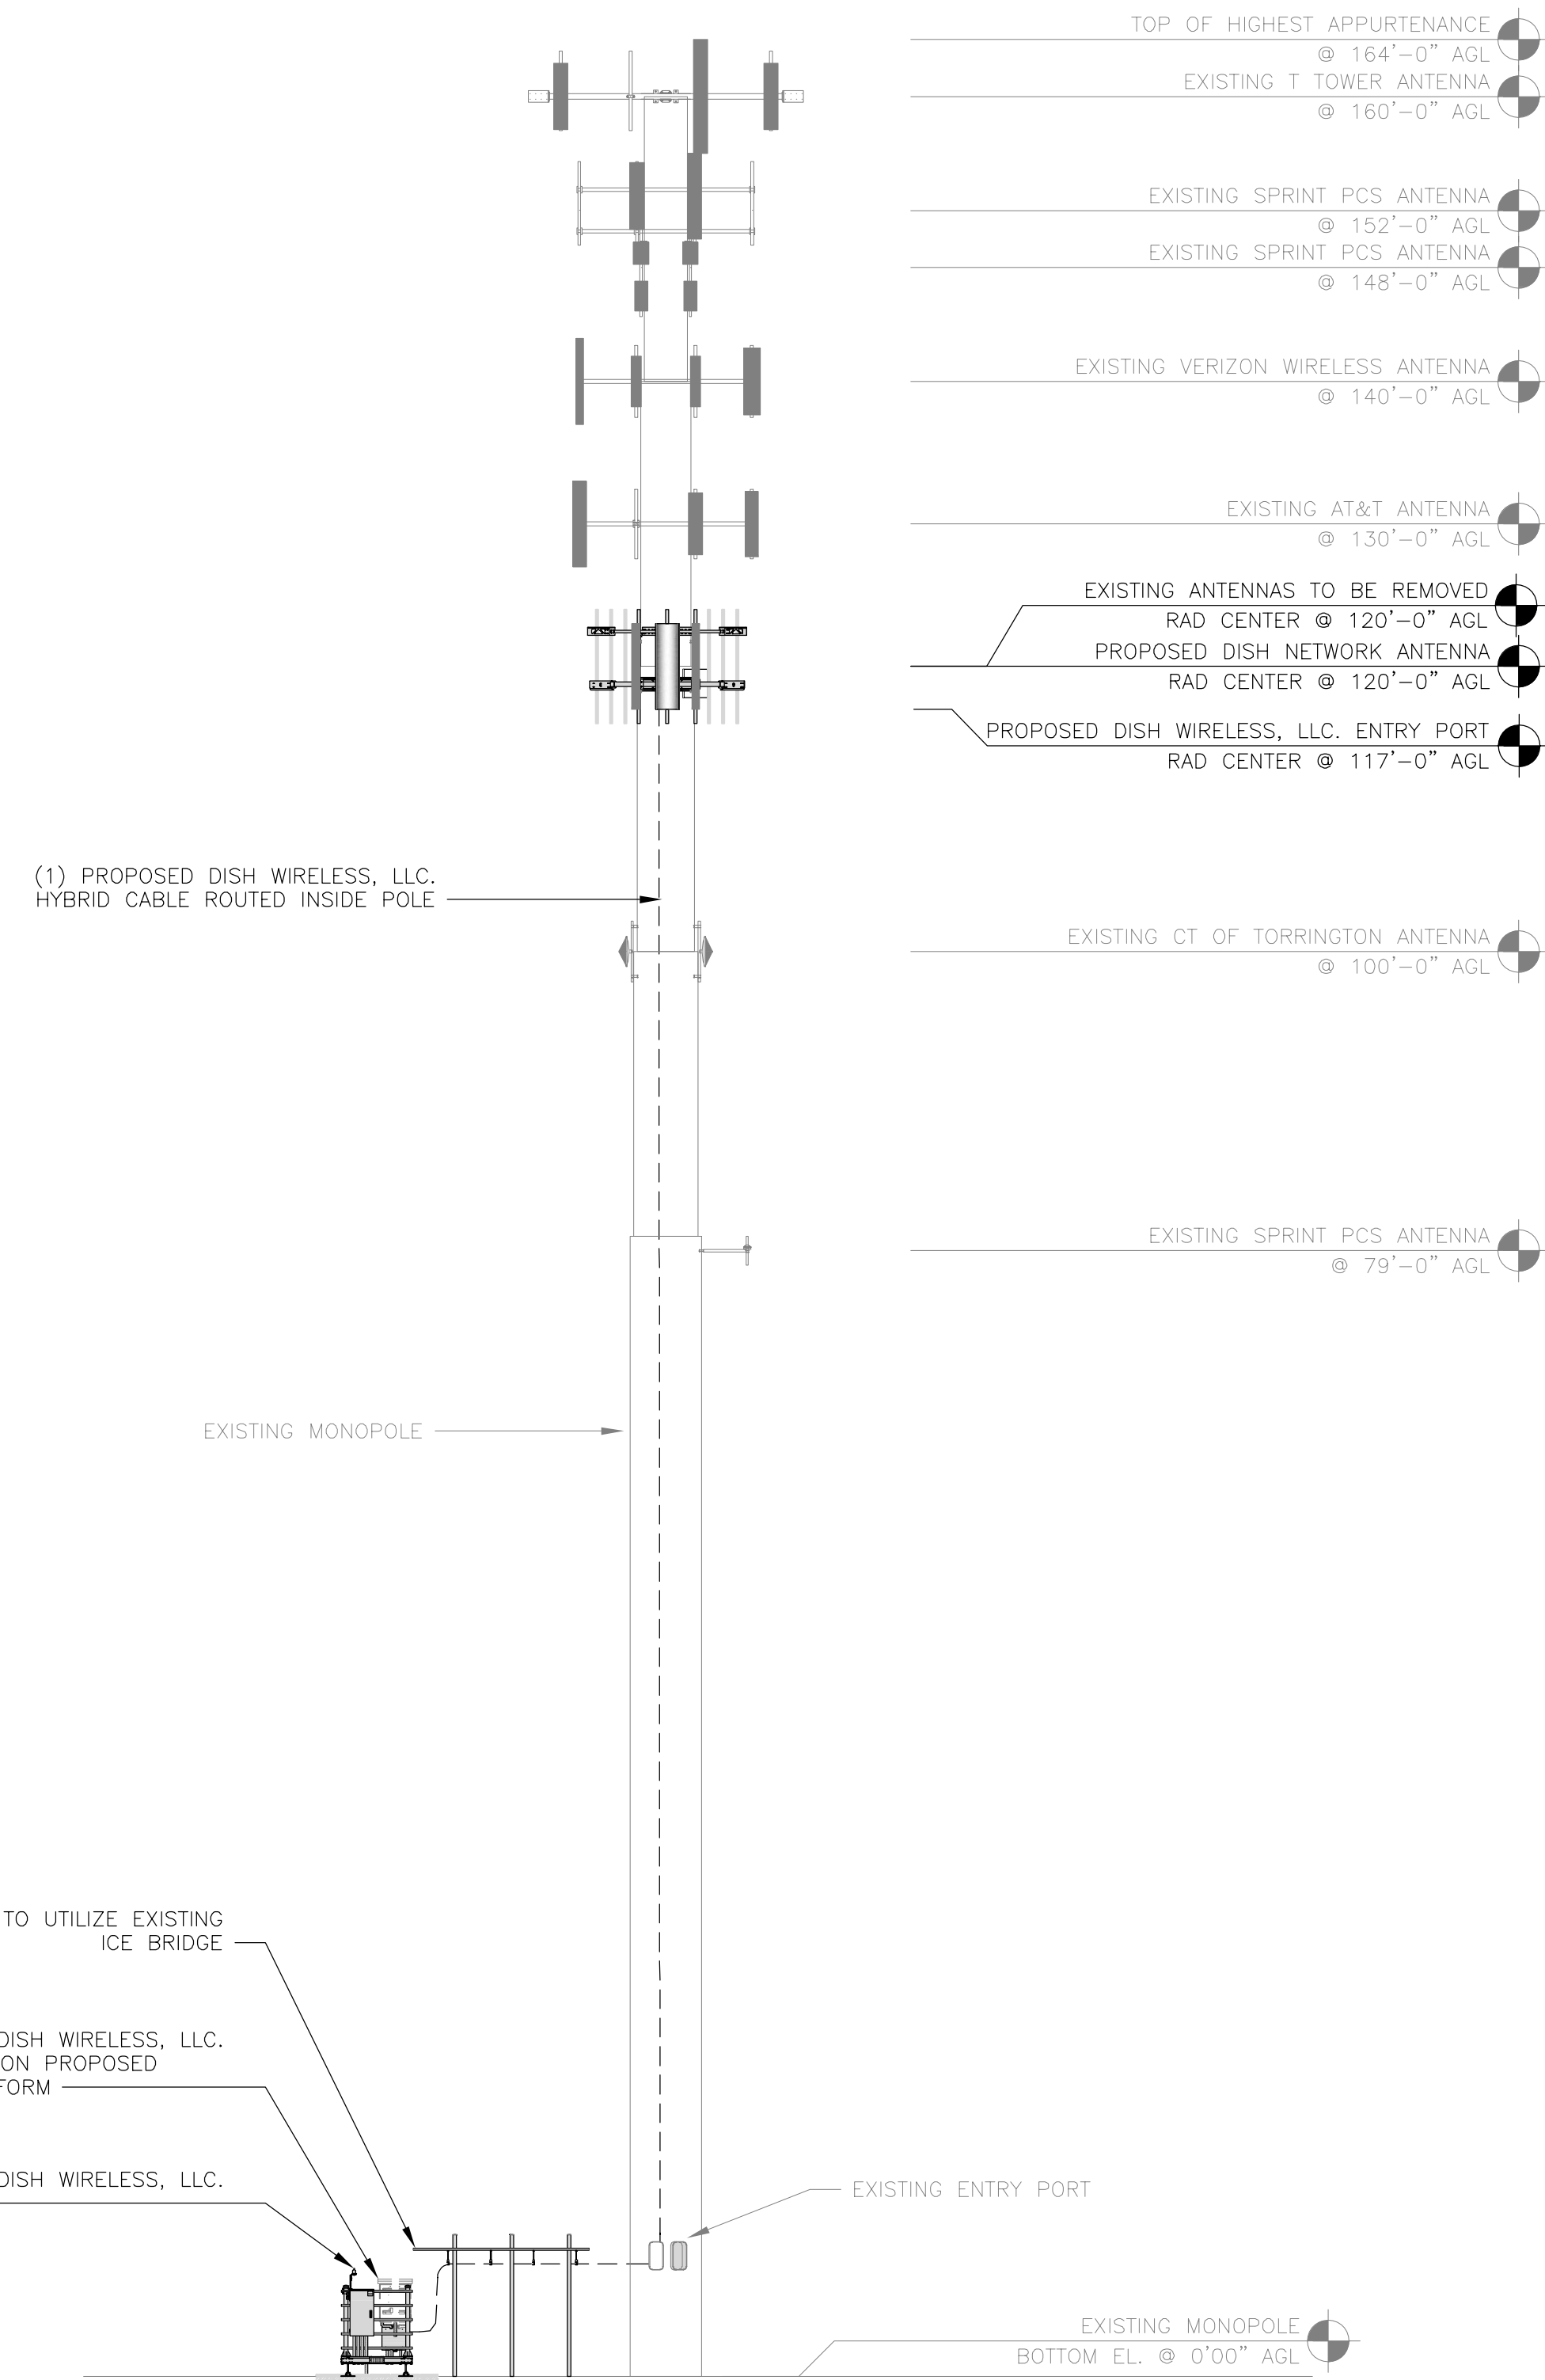 TOP OF HIGHEST APPURTENANCE
@ 164'-0" AGL
EXISTING T TOWER ANTENNA
@ 160'-0" AGL
EXISTING SPRINT PCS ANTENNA
@ 152'-0" AGL
EXISTING SPRINT PCS ANTENNA
@ 148'-0" AGL
EXISTING VERIZON WIRELESS ANTENNA
@ 140'-0" AGL
EXISTING AT&T ANTENNA
@ 130'-0" AGL
EXISTING ANTENNAS TO BE REMOVED
RAD CENTER @ 120'-0" AGL
PROPOSED DISH NETWORK ANTENNA
RAD CENTER @ 120'-0" AGL
PROPOSED DISH WIRELESS, LLC. ENTRY PORT
RAD CENTER @ 117'-0" AGL
(1) PROPOSED DISH WIRELESS, LLC.
HYBRID CABLE ROUTED INSIDE POLE
EXISTING CT OF TORRINGTON ANTENNA
@ 100'-0" AGL
EXISTING SPRINT PCS ANTENNA
@ 79'-0" AGL
EXISTING MONOPOLE
TO UTILIZE EXISTING
ICE BRIDGE
DISH WIRELESS, LLC.
ON PROPOSED
FORM
DISH WIRELESS, LLC.
EXISTING ENTRY PORT
EXISTING MONOPOLE
BOTTOM EL. @ 0'00" AGL